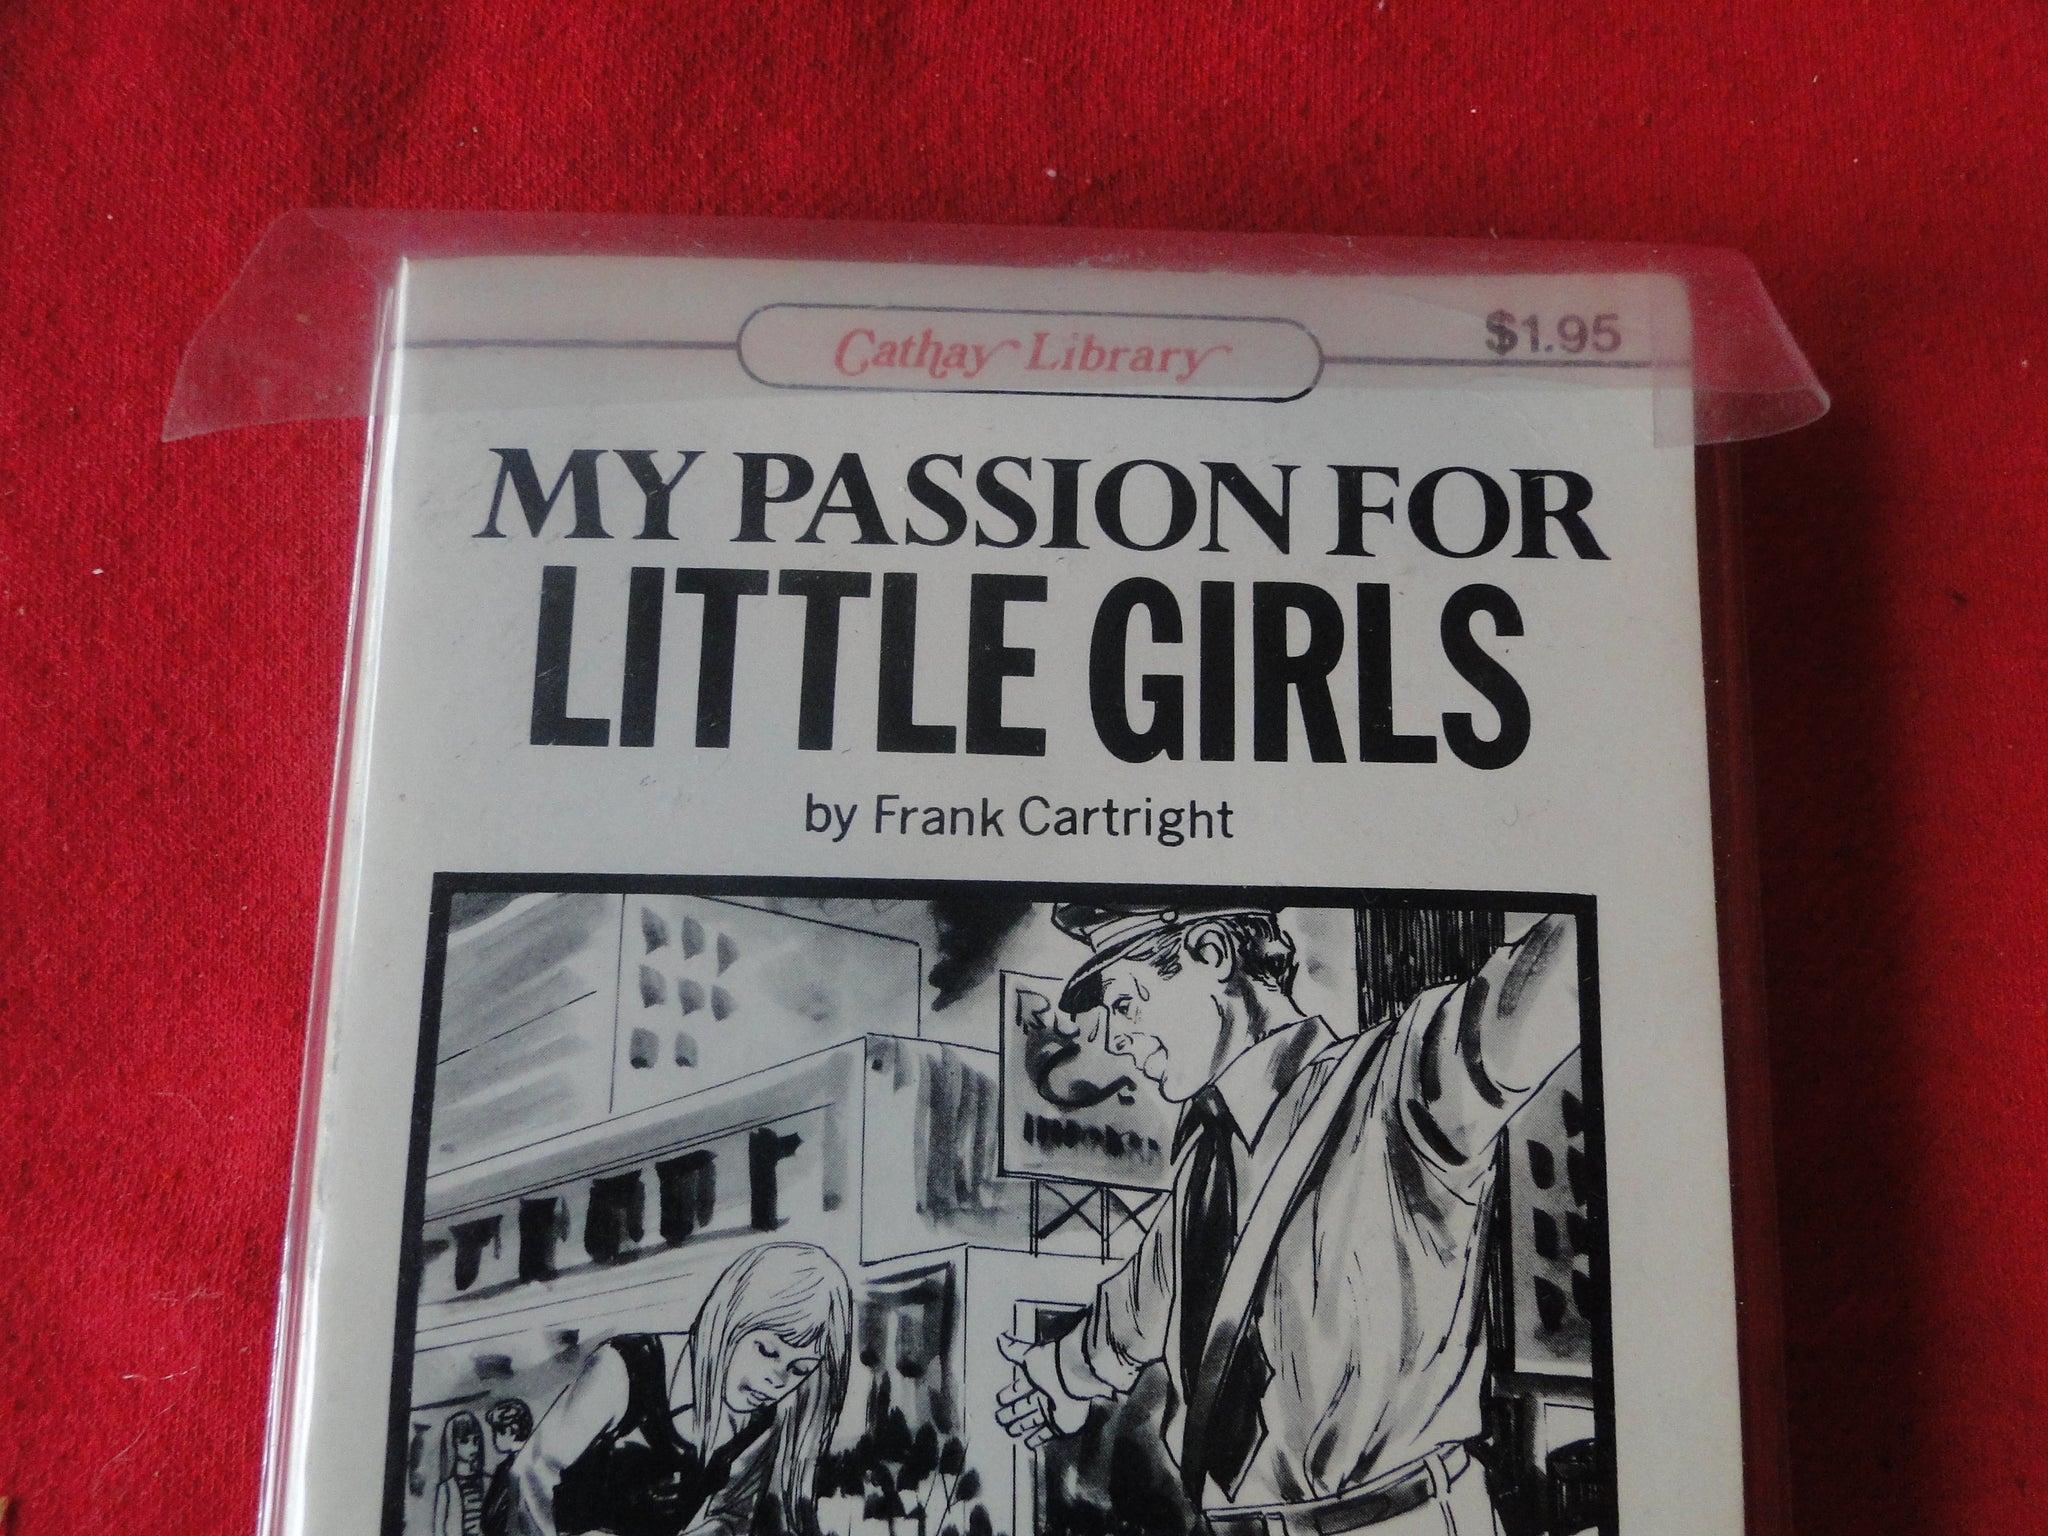 Cathay Library
$1.95
MY PASSION FOR
LITTLE GIRLS
by Frank Cartright